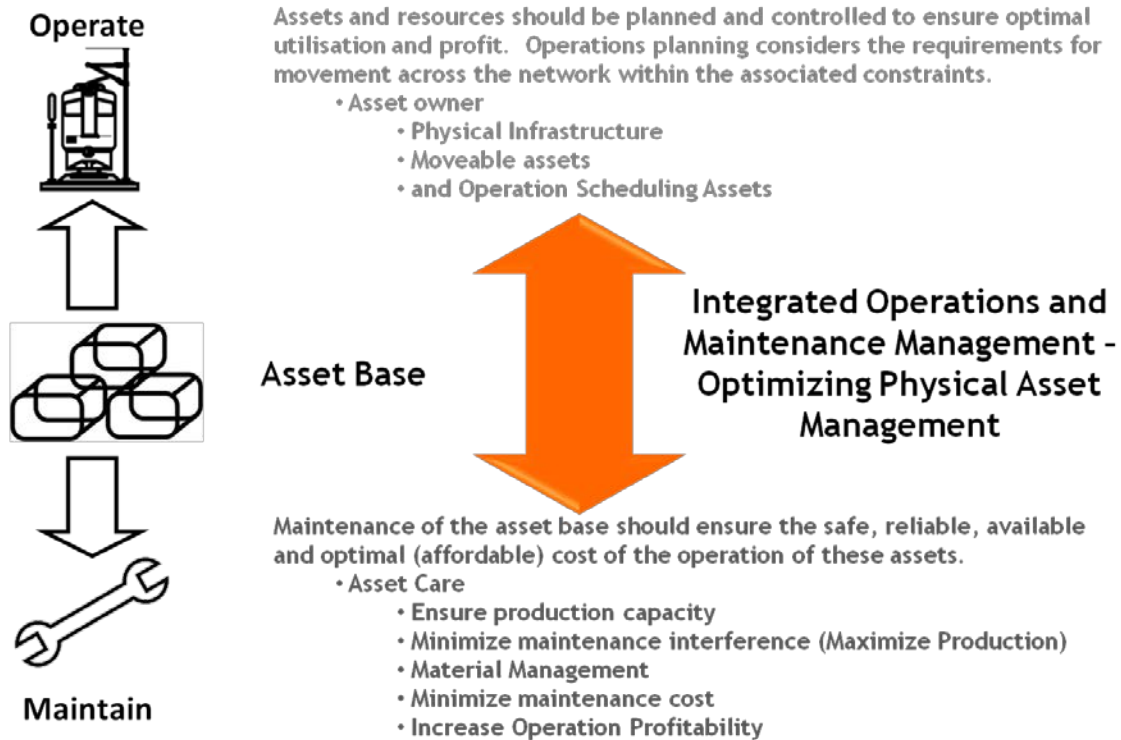 Operate
Assets and resources should be planned and controlled to ensure optimal
utilisation and profit.  Operations planning considers the requirements for
movement across the network within the associated constraints.
• Asset owner
• Physical Infrastructure
• Moveable assets
• and Operation Scheduling Assets
Asset Base
Integrated Operations and
Maintenance Management -
Optimizing Physical Asset
Management
Maintenance of the asset base should ensure the safe, reliable, available
and optimal (affordable) cost of the operation of these assets.
• Asset Care
• Ensure production capacity
• Minimize maintenance interference (Maximize Production)
• Material Management
• Minimize maintenance cost
• Increase Operation Profitability
Maintain